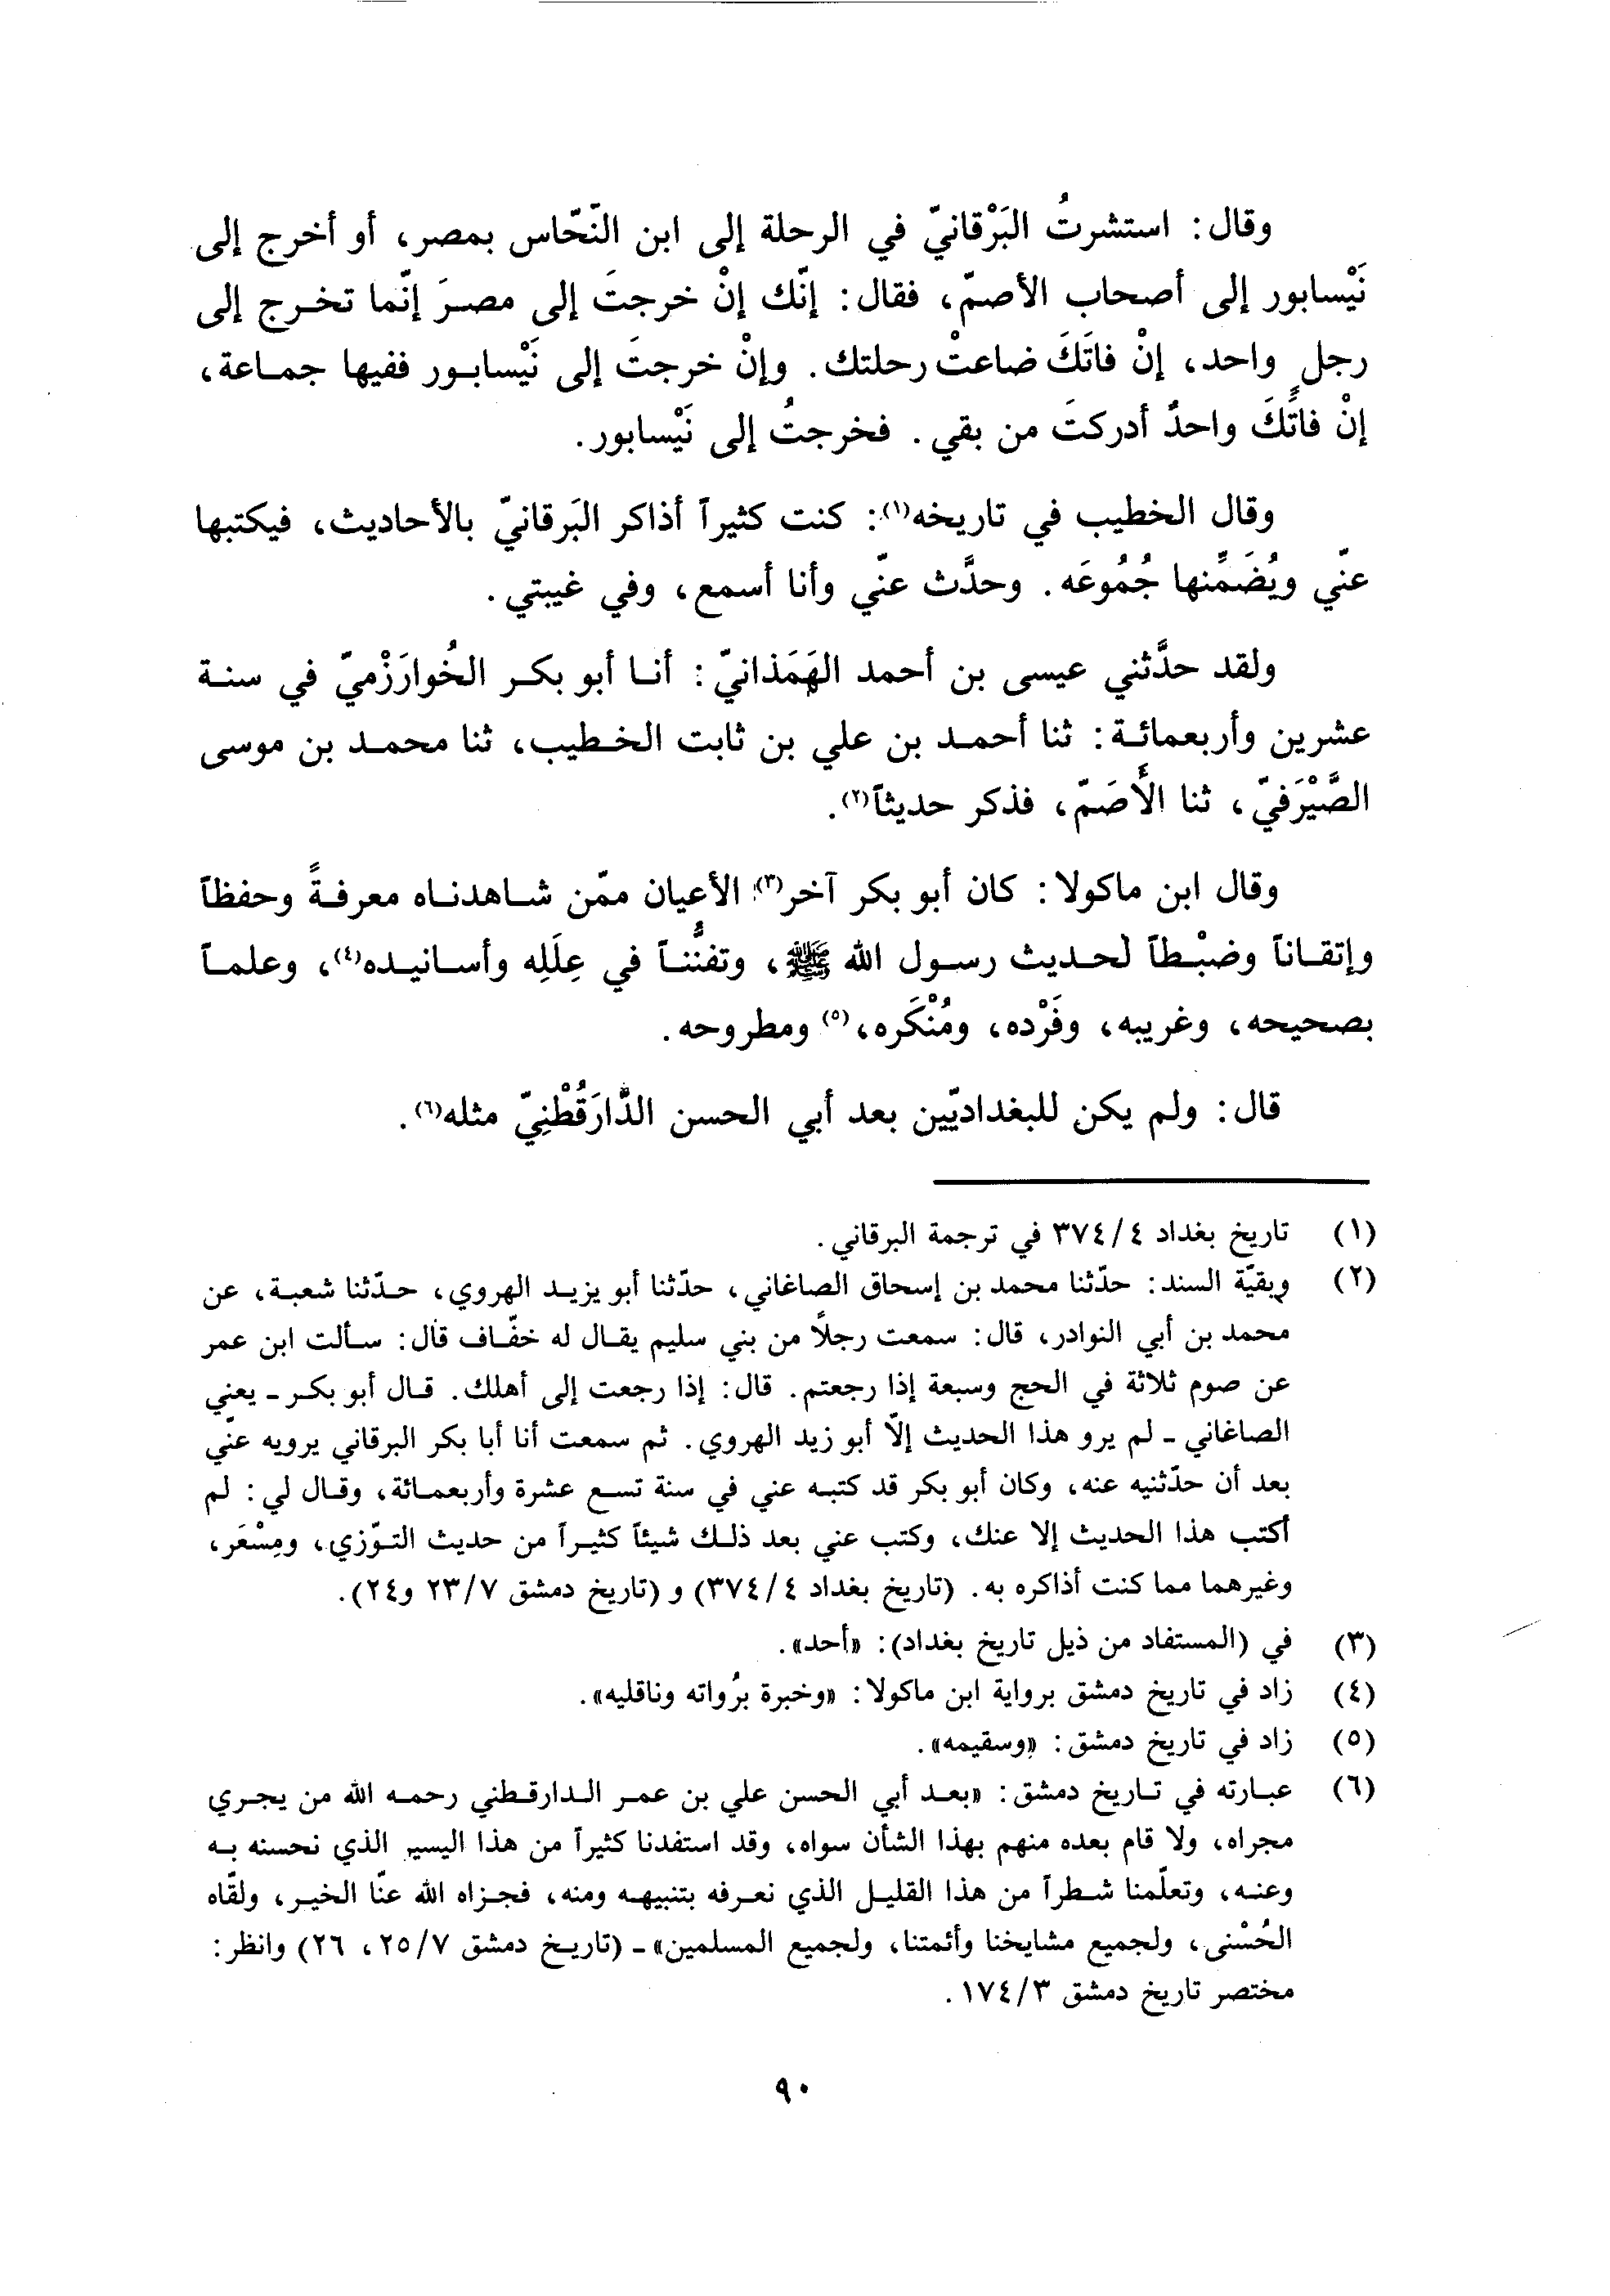 وقال: استشرتُ البَرْقانيّ في الرحلة إلى ابن النّحّاس بمصر، أو أخرج إلى
نَيْسابور إلى أصحاب الأصمّ، فقال: إنّك إنْ خرجتَ إلى مصرَ إنّما تخرج إلى
رجلٍ واحد، إنْ فاتَكَ ضاعتْ رحلتك. وإنْ خرجتَ إلى نَيْسابور ففيها جماعة،
إنْ فاتَكَ واحدٌ أدركتَ من بقي. فخرجتُ إلى نَيْسابور.
وقال الخطيب في تاريخه(١): كنت كثيراً أذاكر البَرقانيّ بالأحاديث، فيكتبها
عنّي ويُضَمِّنها جُمُوعَه. وحدَّث عنّي وأنا أسمع، وفي غيبتي.
ولقد حدَّثني عيسى بن أحمد الهَمَذانيّ: أنا أبو بكر الخُوارَزْميّ في سنة
عشرين وأربعمائة: ثنا أحمد بن علي بن ثابت الخطيب، ثنا محمد بن موسى
الصَّيْرَفيّ، ثنا الأَصَمّ، فذكر حديثاً(٢).
وقال ابن ماكولا: كان أبو بكر آخر(٣) الأعيان ممّن شاهدناه معرفةً وحفظاً
وإتقاناً وضبْطاً لحديث رسول الله ﷺ، وتفنُّناً في عِلَلِه وأسانيده(٤)، وعلماً
بصحيحه، وغريبه، وفَرْده، ومُنْكَره،(٥) ومطروحه.
قال: ولم يكن للبغداديّين بعد أبي الحسن الدَّارَقُطْنِيّ مثله(٦).
(١) تاريخ بغداد ٣٧٤/٤ في ترجمة البرقاني.
(٢) وبقيّة السند: حدّثنا محمد بن إسحاق الصاغاني، حدّثنا أبو يزيد الهروي، حدّثنا شعبة، عن
محمد بن أبي النوادر، قال: سمعت رجلاً من بني سليم يقال له خفّاف قال: سألت ابن عمر
عن صوم ثلاثة في الحج وسبعة إذا رجعتم. قال: إذا رجعت إلى أهلك. قال أبو بكر ـ يعني
الصاغاني ـ لم يرو هذا الحديث إلّا أبو زيد الهروي. ثم سمعت أنا أبا بكر البرقاني يرويه عنّي
بعد أن حدّثنيه عنه، وكان أبو بكر قد كتبه عني في سنة تسع عشرة وأربعمائة، وقال لي: لم
أكتب هذا الحديث إلا عنك، وكتب عني بعد ذلك شيئاً كثيراً من حديث التوّزي، ومِسْعَر،
وغيرهما مما كنت أذاكره به. (تاريخ بغداد ٣٧٤/٤) و (تاريخ دمشق ٢٣/٧ و٢٤).
(٣) في (المستفاد من ذيل تاريخ بغداد): «أحد».
(٤) زاد في تاريخ دمشق برواية ابن ماكولا: «وخبرة برُواته وناقليه».
(٥) زاد في تاريخ دمشق: «وسقيمه».
(٦) عبارته في تاريخ دمشق: «بعد أبي الحسن علي بن عمر الدارقطني رحمه الله من يجري
مجراه، ولا قام بعده منهم بهذا الشأن سواه، وقد استفدنا كثيراً من هذا اليسير الذي نحسنه به
وعنه، وتعلّمنا شطراً من هذا القليل الذي نعرفه بتنبيهه ومنه، فجزاه الله عنّا الخير، ولقّاه
الحُسْنى، ولجميع مشايخنا وأئمتنا، ولجميع المسلمين» ـ (تاريخ دمشق ٢٥/٧، ٢٦) وانظر:
مختصر تاريخ دمشق ١٧٤/٣.
٩٠